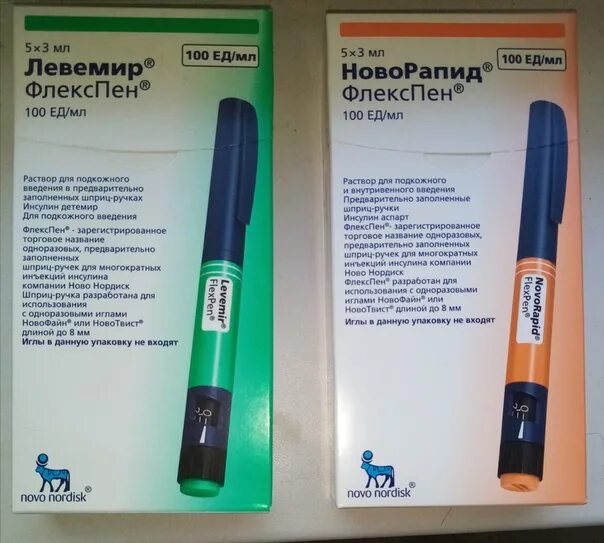 5×3 мл
Левемир®
ФлексПен®
100 ЕД/мл
100 ЕД/мл
Раствор для подкожного
введения в предварительно
заполненных шприц-ручках
Инсулин детемир
Для подкожного введения
ФлексПен® - зарегистрированное
торговое название
одноразовых, предварительно
заполненных
шприц-ручек для многократных
инъекций инсулина
компании Ново Нордиск
Шприц-ручка разработана для
использования
с одноразовыми иглами
НовоФайн® или НовоТвист®
длиной до 8 мм
Иглы в данную упаковку не входят
Levemir®
FlexPen®
novo nordisk®
5×3 мл
НовоРапид®
ФлексПен®
100 ЕД/мл
100 ЕД/мл
Раствор для подкожного
и внутривенного введения
Предварительно заполненные
шприц-ручки
Инсулин аспарт
ФлексПен® - зарегистрированное
торговое название одноразовых,
предварительно заполненных
шприц-ручек для многократных
инъекций инсулина компании
Ново Нордиск
ФлексПен® разработан для
использования с одноразовыми
иглами НовоФайн® или
НовоТвист® длиной до 8 мм
Иглы в данную упаковку не входят
NovoRapid®
FlexPen®
novo nordisk®